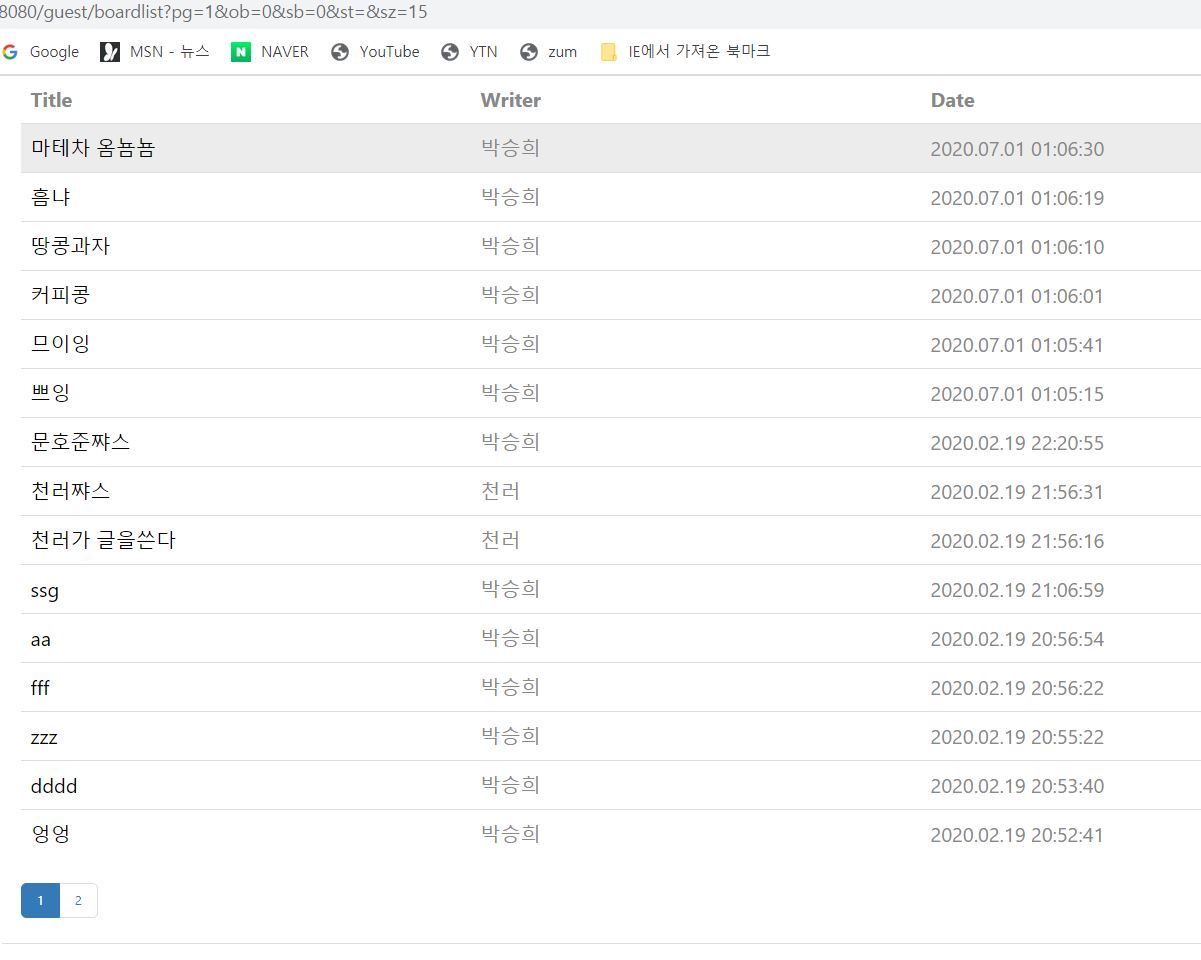 8080/guest/boardlist?pg=1&ob=0&sb=0&st=&sz=15
Google MSN - 뉴스 NAVER YouTube YTN zum IE에서 가져온 북마크
Title Writer Date
마테차 옴뇸뇸 박승희 2020.07.01 01:06:30
흠냐 박승희 2020.07.01 01:06:19
땅콩과자 박승희 2020.07.01 01:06:10
커피콩 박승희 2020.07.01 01:06:01
므이잉 박승희 2020.07.01 01:05:41
쁘잉 박승희 2020.07.01 01:05:15
문호준쨔스 박승희 2020.02.19 22:20:55
천러쨔스 천러 2020.02.19 21:56:31
천러가 글을쓴다 천러 2020.02.19 21:56:16
ssg 박승희 2020.02.19 21:06:59
aa 박승희 2020.02.19 20:56:54
fff 박승희 2020.02.19 20:56:22
zzz 박승희 2020.02.19 20:55:22
dddd 박승희 2020.02.19 20:53:40
엉엉 박승희 2020.02.19 20:52:41
1 2